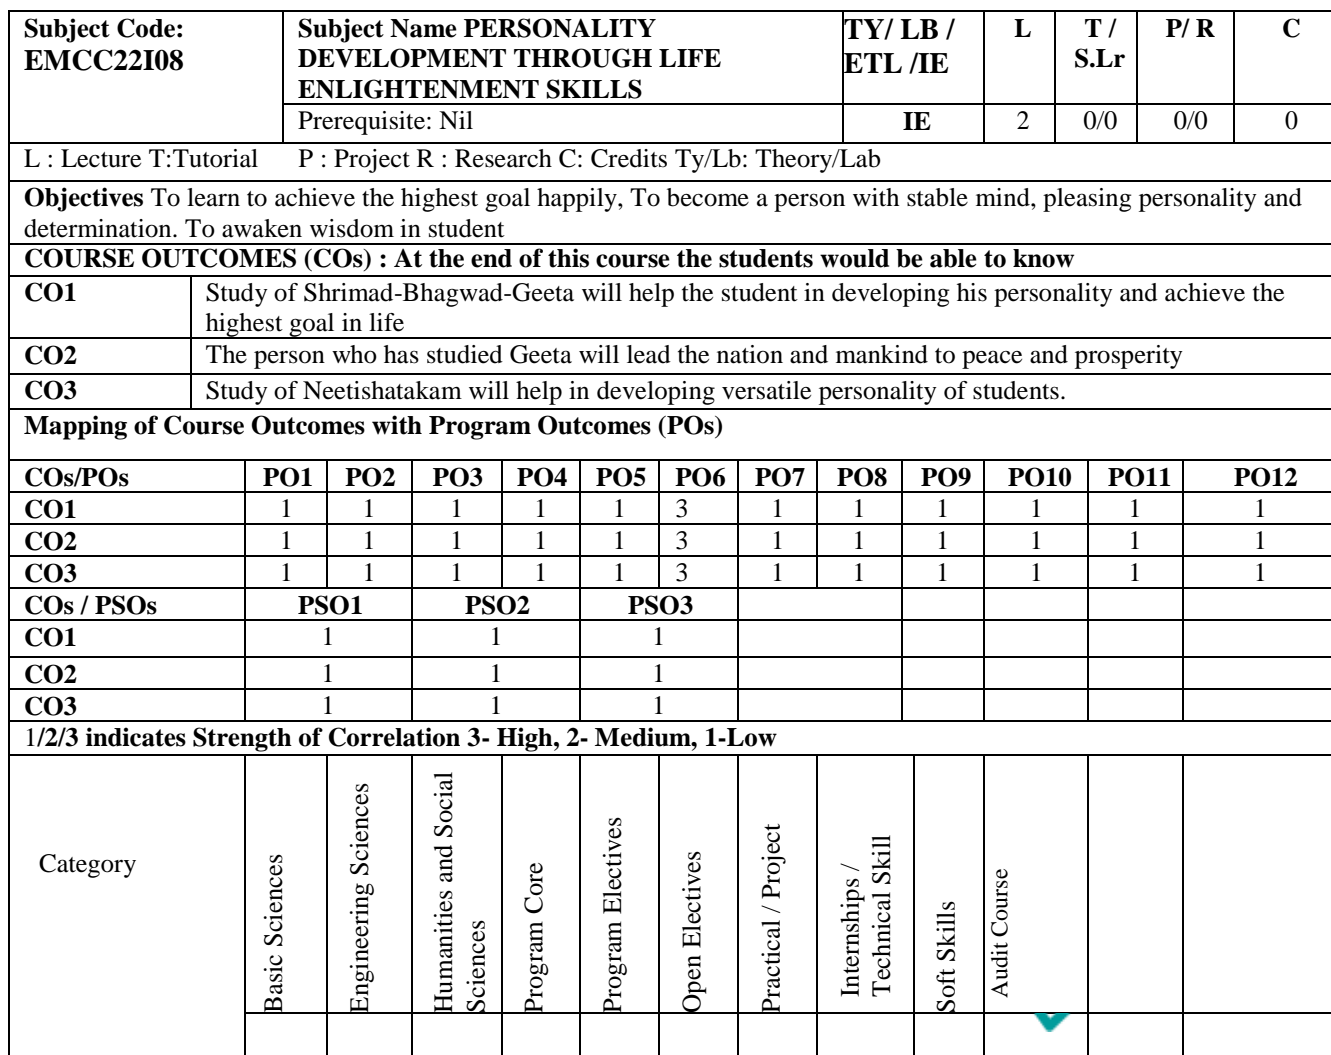 Subject Code: Subject Name PERSONALITY TY/ LB / L T / P/ R C
EMCC22I08 DEVELOPMENT THROUGH LIFE ETL /IE S.Lr
ENLIGHTENMENT SKILLS
Prerequisite: Nil IE 2 0/0 0/0 0
L : Lecture T:Tutorial P : Project R : Research C: Credits Ty/Lb: Theory/Lab
Objectives To learn to achieve the highest goal happily, To become a person with stable mind, pleasing personality and
determination. To awaken wisdom in student
COURSE OUTCOMES (COs) : At the end of this course the students would be able to know
CO1 Study of Shrimad-Bhagwad-Geeta will help the student in developing his personality and achieve the
highest goal in life
CO2 The person who has studied Geeta will lead the nation and mankind to peace and prosperity
CO3 Study of Neetishatakam will help in developing versatile personality of students.
Mapping of Course Outcomes with Program Outcomes (POs)
COs/POs PO1 PO2 PO3 PO4 PO5 PO6 PO7 PO8 PO9 PO10 PO11 PO12
CO1 1 1 1 1 1 3 1 1 1 1 1 1
CO2 1 1 1 1 1 3 1 1 1 1 1 1
CO3 1 1 1 1 1 3 1 1 1 1 1 1
COs / PSOs PSO1 PSO2 PSO3
CO1 1 1 1
CO2 1 1 1
CO3 1 1 1
1/2/3 indicates Strength of Correlation 3- High, 2- Medium, 1-Low
Category
Basic Sciences
Engineering Sciences
Humanities and Social
Sciences
Program Core
Program Electives
Open Electives
Practical / Project
Internships /
Technical Skill
Soft Skills
Audit Course